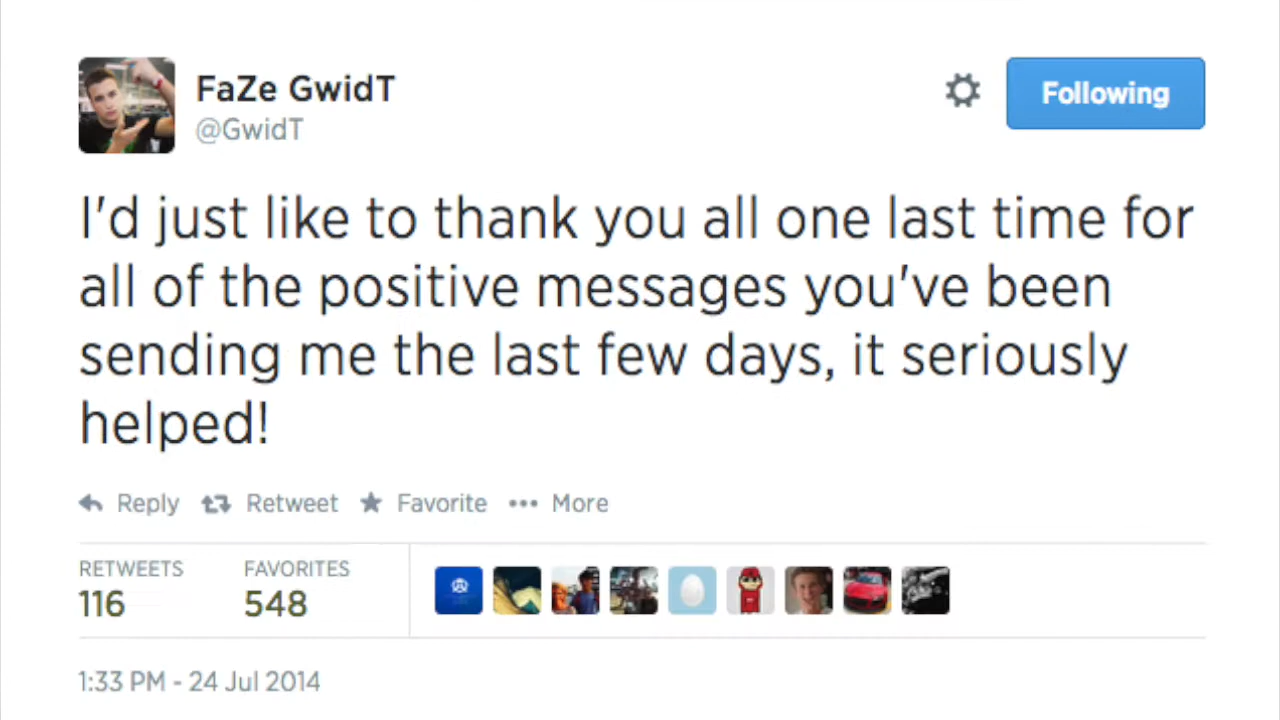 FaZe GwidT
@GwidT
Following
I'd just like to thank you all one last time for
all of the positive messages you've been
sending me the last few days, it seriously
helped!
Reply Retweet Favorite More
RETWEETS FAVORITES
116 548
1:33 PM - 24 Jul 2014